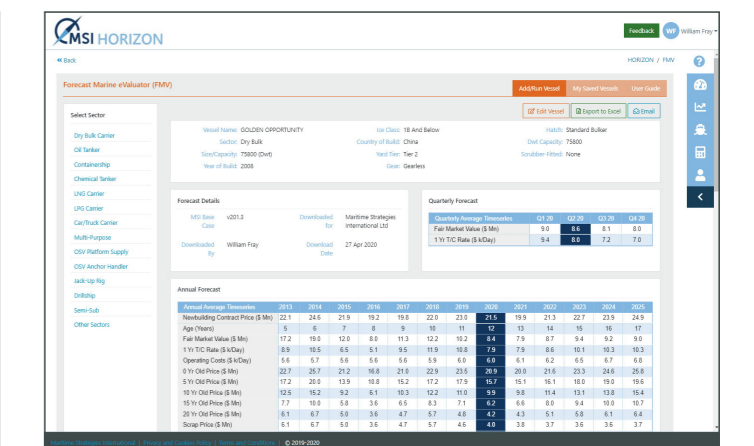 MSI HORIZON
Feedback WF William Fray
« Back HORIZON / FMV
Forecast Marine eValuator (FMV)
Add/Run Vessel My Saved Vessels User Guide
Edit Vessel Export to Excel Email
Select Sector
Dry Bulk Carrier
Oil Tanker
Containership
Chemical Tanker
LNG Carrier
LPG Carrier
Car/Truck Carrier
Multi-Purpose
OSV Platform Supply
OSV Anchor Handler
Jack-Up Rig
Drillship
Semi-Sub
Other Sectors
Vessel Name: GOLDEN OPPORTUNITY Ice Class: 1B And Below Hatch: Standard Bulker
Sector: Dry Bulk Country of Build: China Dwt Capacity: 75800
Size/Capacity: 75800 (Dwt) Yard Tier: Tier 2 Scrubber-Fitted: None
Year of Build: 2008 Gear: Gearless
Forecast Details
MSI Base Case v201.3 Downloaded for Maritime Strategies International Ltd
Downloaded By William Fray Download Date 27 Apr 2020
Quarterly Forecast
Quarterly Average Timeseries Q1 20 Q2 20 Q3 20 Q4 20
Fair Market Value ($ Mn) 9.0 8.6 8.1 8.0
1 Yr T/C Rate ($ k/Day) 9.4 8.0 7.2 7.0
Annual Forecast
Annual Average Timeseries 2013 2014 2015 2016 2017 2018 2019 2020 2021 2022 2023 2024 2025
Newbuilding Contract Price ($ Mn) 22.1 24.6 21.9 19.2 19.8 22.0 23.0 21.5 19.9 21.3 22.7 23.9 24.9
Age (Years) 5 6 7 8 9 10 11 12 13 14 15 16 17
Fair Market Value ($ Mn) 17.2 19.0 12.0 8.0 11.3 12.2 10.2 8.4 7.9 8.7 9.4 9.2 9.0
1 Yr T/C Rate ($ k/Day) 8.9 10.5 6.5 5.1 9.5 11.9 10.8 7.9 7.9 8.6 10.1 10.3 10.3
Operating Costs ($ k/Day) 5.6 5.7 5.6 5.6 5.6 5.9 6.0 6.0 6.1 6.2 6.5 6.7 6.8
0 Yr Old Price ($ Mn) 22.7 25.7 21.2 16.8 21.0 22.9 23.5 20.9 20.0 21.6 23.3 24.6 25.8
5 Yr Old Price ($ Mn) 17.2 20.0 13.9 10.8 15.2 17.2 17.9 15.7 15.1 16.1 18.0 19.0 19.6
10 Yr Old Price ($ Mn) 12.5 15.2 9.2 6.1 10.3 12.2 11.0 9.9 9.8 11.4 13.1 13.8 15.4
15 Yr Old Price ($ Mn) 7.7 10.0 5.8 3.6 6.5 8.3 7.1 6.2 6.6 8.0 9.4 10.0 10.7
20 Yr Old Price ($ Mn) 6.1 6.7 5.0 3.6 4.7 5.7 4.8 4.2 4.3 5.1 5.8 6.1 6.4
Scrap Price ($ Mn) 6.1 6.7 5.0 3.6 4.7 5.7 4.6 4.0 3.8 3.7 3.6 3.6 3.7
Maritime Strategies International | Privacy and Cookies Policy | Terms and Conditions | © 2019-2020